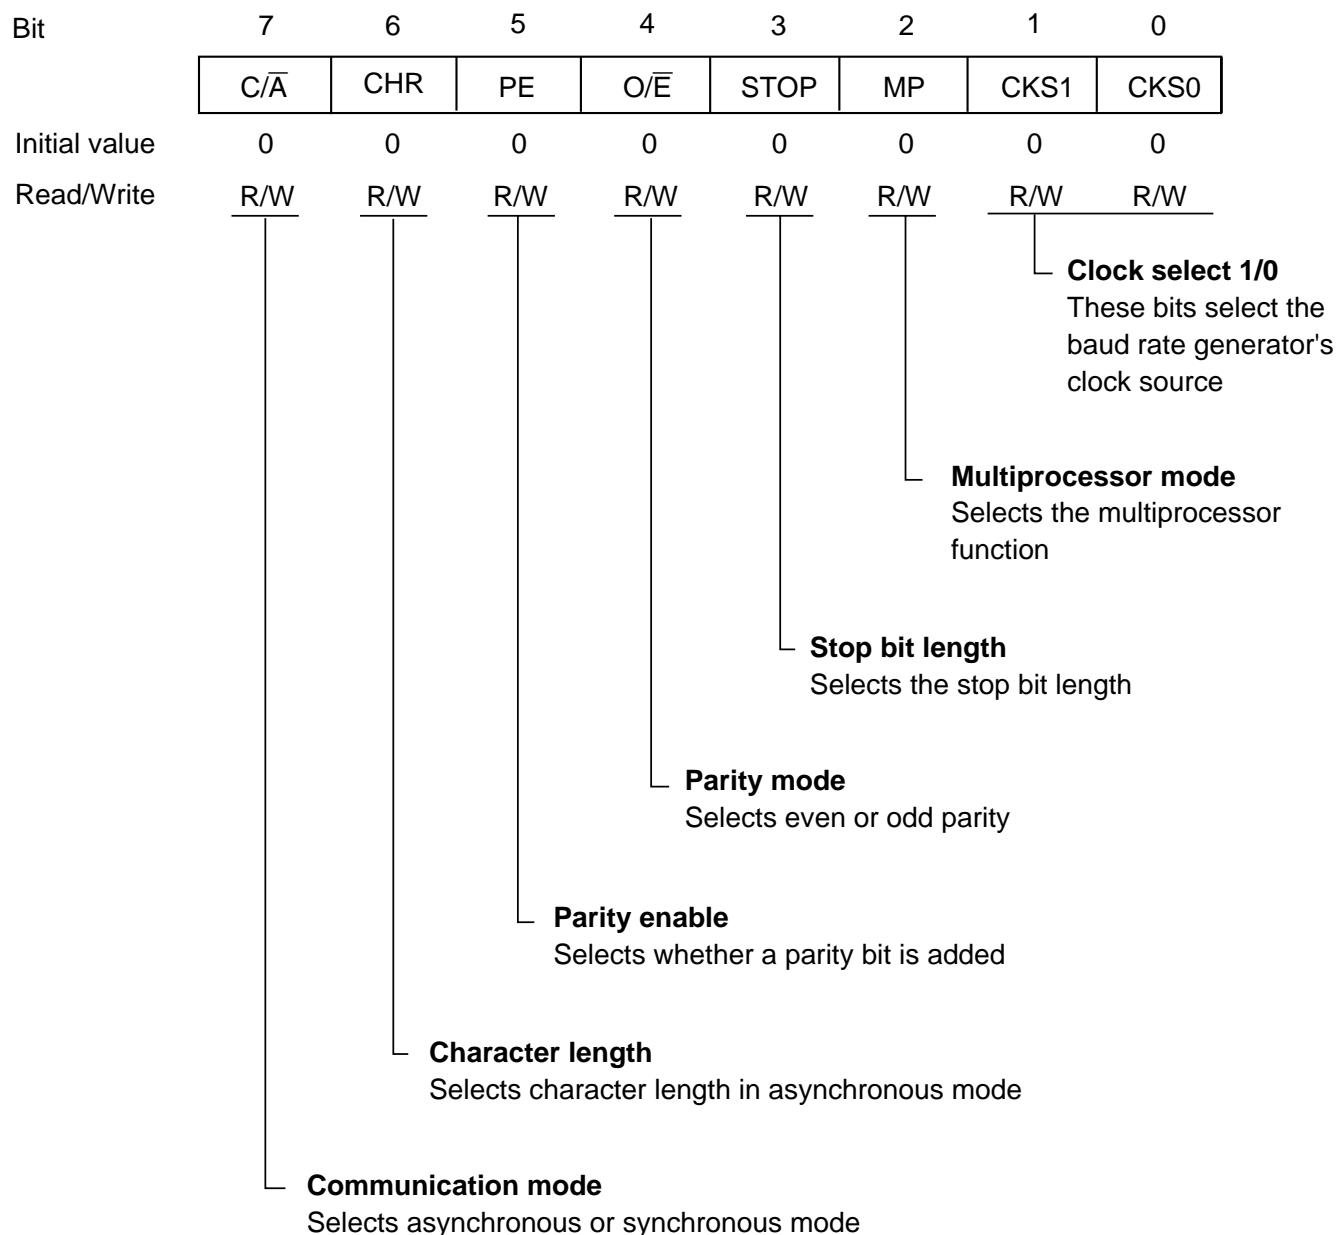 Bit 7 6 5 4 3 2 1 0
C/A̅ CHR PE O/E̅ STOP MP CKS1 CKS0
Initial value 0 0 0 0 0 0 0 0
Read/Write R/W R/W R/W R/W R/W R/W R/W R/W
Clock select 1/0
These bits select the
baud rate generator's
clock source
Multiprocessor mode
Selects the multiprocessor
function
Stop bit length
Selects the stop bit length
Parity mode
Selects even or odd parity
Parity enable
Selects whether a parity bit is added
Character length
Selects character length in asynchronous mode
Communication mode
Selects asynchronous or synchronous mode